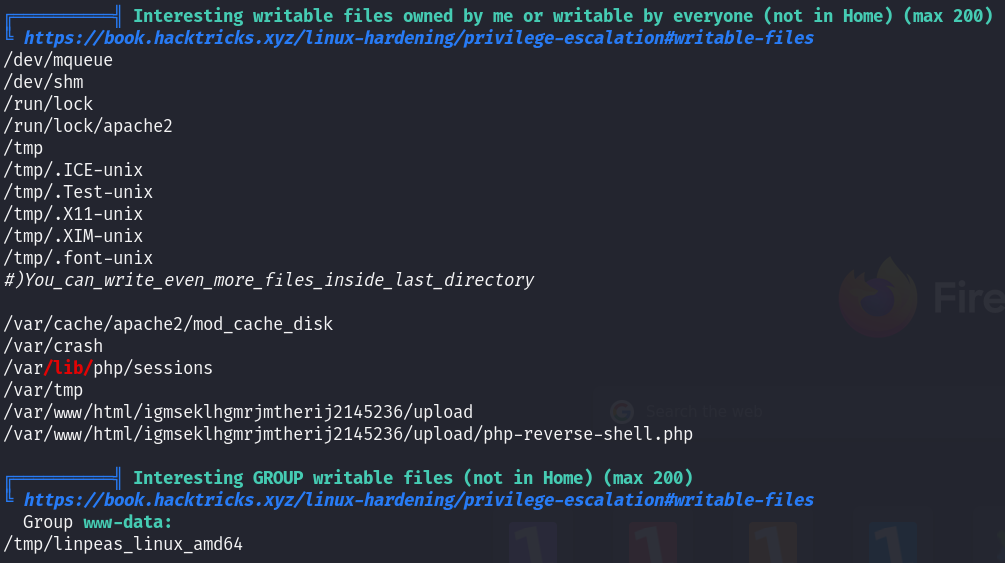 Interesting writable files owned by me or writable by everyone (not in Home) (max 200)
https://book.hacktricks.xyz/linux-hardening/privilege-escalation#writable-files
/dev/mqueue
/dev/shm
/run/lock
/run/lock/apache2
/tmp
/tmp/.ICE-unix
/tmp/.Test-unix
/tmp/.X11-unix
/tmp/.XIM-unix
/tmp/.font-unix
#)You_can_write_even_more_files_inside_last_directory
Fire
/var/cache/apache2/mod_cache_disk
/var/crash
/var/lib/php/sessions
/var/tmp
/var/www/html/igmseklhgmrjmtherij2145236/upload
Search the web
/var/www/html/igmseklhgmrjmtherij2145236/upload/php-reverse-shell.php
Interesting GROUP writable files (not in Home) (max 200)
https://book.hacktricks.xyz/linux-hardening/privilege-escalation#writable-files
Group www-data:
/tmp/linpeas_linux_amd64